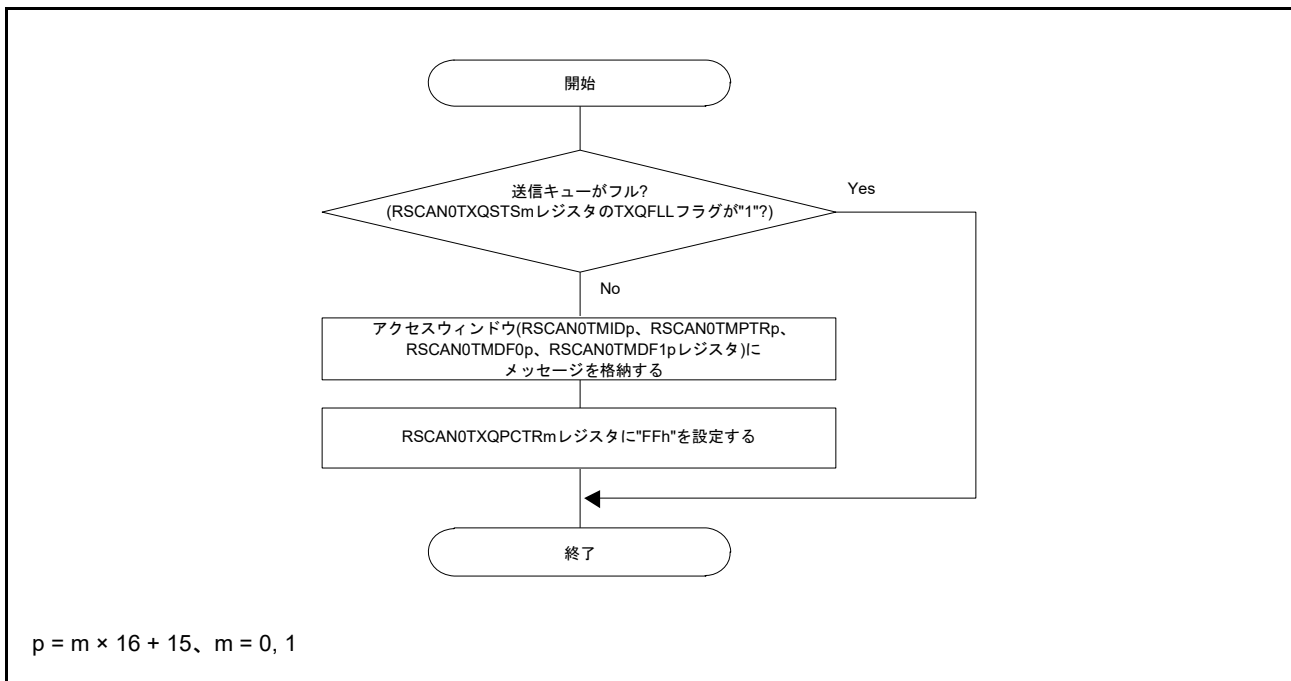 開始
送信キューがフル?
(RSCAN0TXQSTSmレジスタのTXQFLLフラグが"1"?)
Yes
No
アクセスウィンドウ(RSCAN0TMIDp、RSCAN0TMPTRp、
RSCAN0TMDF0p、RSCAN0TMDF1pレジスタ)に
メッセージを格納する
RSCAN0TXQPCTRmレジスタに"FFh"を設定する
終了
p = m × 16 + 15、m = 0, 1